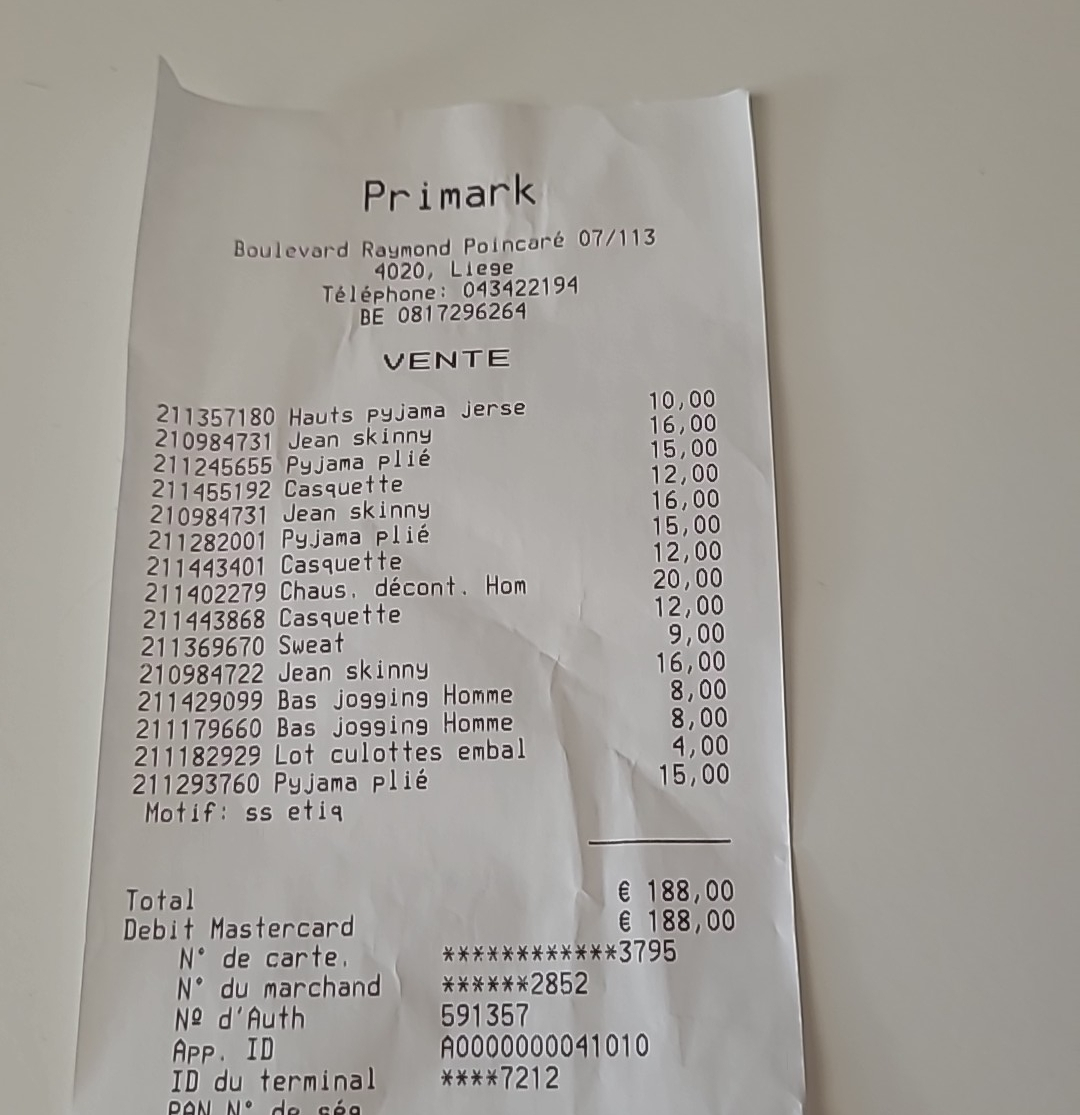 Primark
Boulevard Raymond Poincaré 07/113
4020, Liege
Téléphone: 043422194
BE 0817296264
VENTE
211357180 Hauts pyjama jerse 10,00
210984731 Jean skinny 16,00
211245655 Pyjama plié 15,00
211455192 Casquette 12,00
210984731 Jean skinny 16,00
211282001 Pyjama plié 15,00
211443401 Casquette 12,00
211402279 Chaus. décont. Hom 20,00
211443868 Casquette 12,00
211369670 Sweat 9,00
210984722 Jean skinny 16,00
211429099 Bas jogging Homme 8,00
211179660 Bas jogging Homme 8,00
211182929 Lot culottes embal 4,00
211293760 Pyjama plié 15,00
Motif: ss etiq
Total € 188,00
Debit Mastercard € 188,00
N° de carte. ************3795
N° du marchand ******2852
Nº d'Auth 591357
App. ID A0000000041010
ID du terminal ****7212
PAN N° de séq